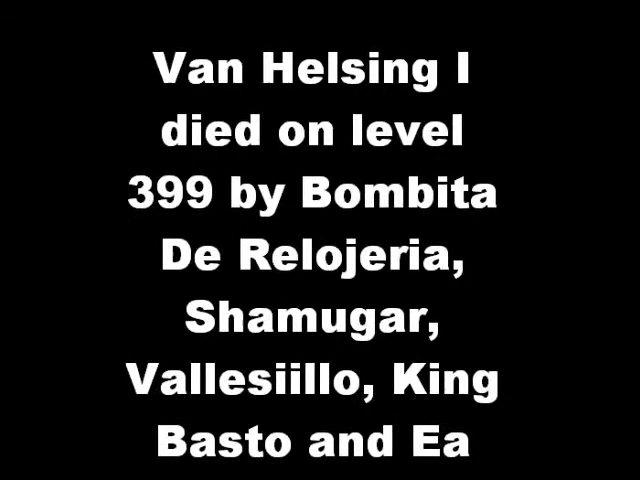 Van Helsing I
died on level
399 by Bombita
De Relojeria,
Shamugar,
Vallesiillo, King
Basto and Ea